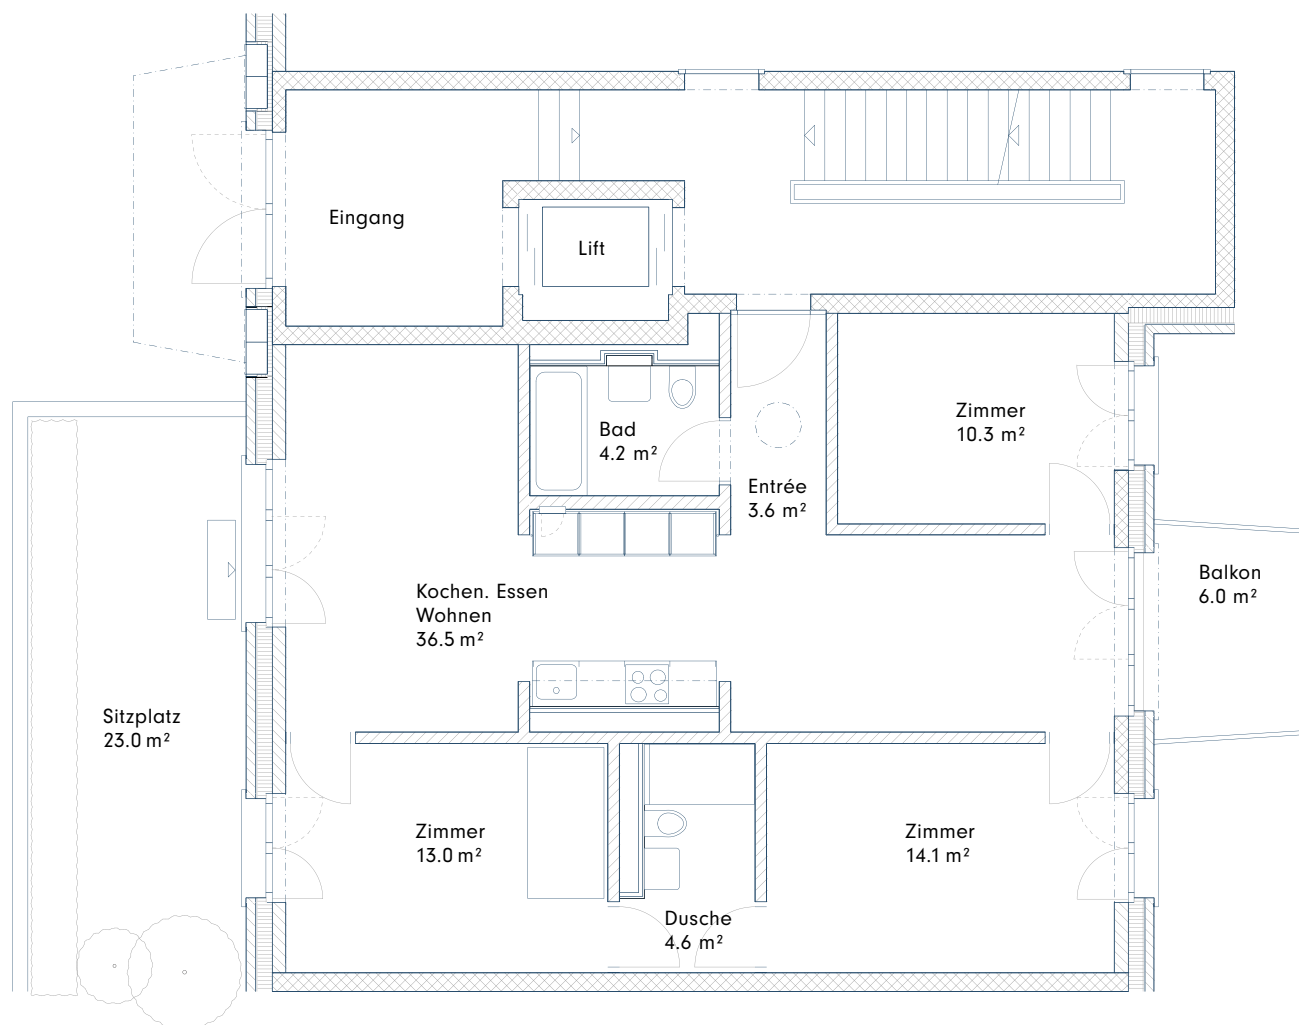 Eingang
Lift
Zimmer
10.3 m²
Bad
4.2 m²
Entrée
3.6 m²
Balkon
6.0 m²
Kochen. Essen
Wohnen
36.5 m²
Sitzplatz
23.0 m²
Zimmer
13.0 m²
Zimmer
14.1 m²
Dusche
4.6 m²